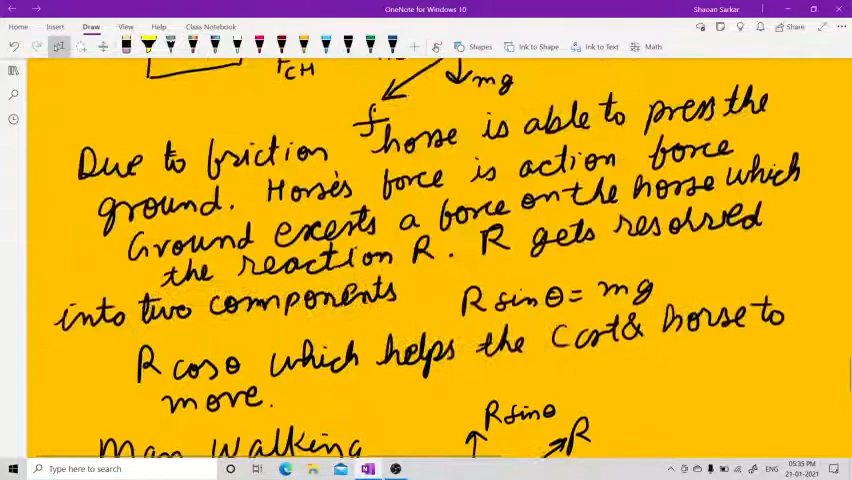 OneNote for Windows 10
Shaoan Sarkar
Home Insert Draw View Help Class Notebook
Share
Shapes Ink to Shape Ink to Text Math
FCH
mg
f
Due to friction horse is able to press the
ground. Horse's force is action force
Ground exerts a force on the horse which
the reaction R. R gets resolved
into two components R sinθ = mg
R cosθ which helps the Cart & horse to
move.
Man Walking
R sinθ
R
Type here to search
ENG
05:35 PM
21-01-2021